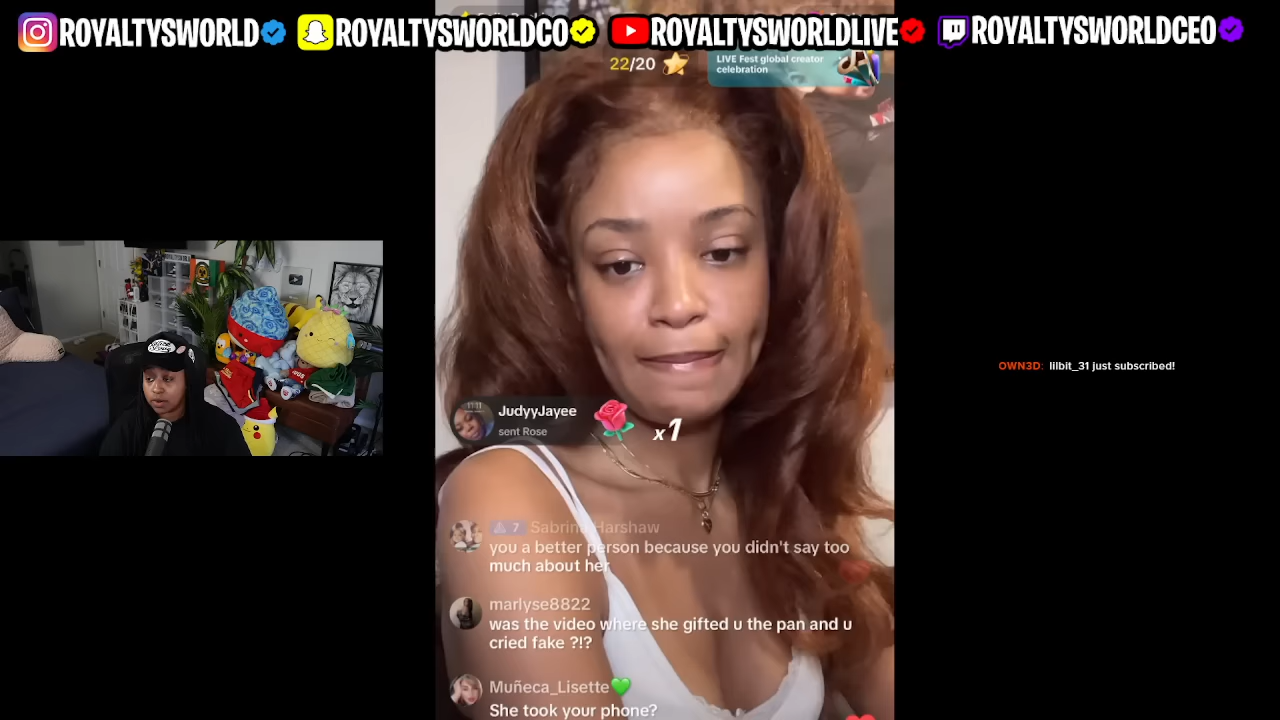 ROYALTYSWORLD ROYALTYSWORLDCO ROYALTYSWORLDLIVE ROYALTYSWORLDCEO
22/20
LIVE Fest global creator
celebration
OWN3D: lilbit_31 just subscribed!
JudyyJayee
sent Rose
x1
7 Sabrina Harshaw
you a better person because you didn't say too
much about her
marlyse8822
was the video where she gifted u the pan and u
cried fake ?!?
Muñeca_Lisette💚
She took your phone?